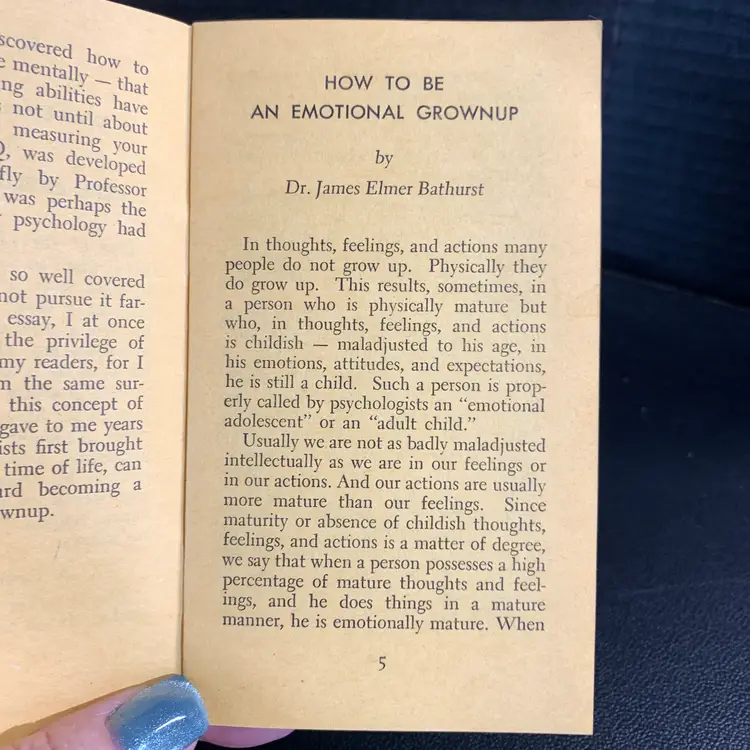 scovered how to
mentally — that
ng abilities have
not until about
measuring your
was developed
fly by Professor
was perhaps the
psychology had
so well covered
not pursue it far-
essay, I at once
the privilege of
my readers, for I
the same sur-
this concept of
gave to me years
ists first brought
time of life, can
ard becoming a
wnup.
HOW TO BE
AN EMOTIONAL GROWNUP
by
Dr. James Elmer Bathurst
In thoughts, feelings, and actions many
people do not grow up. Physically they
do grow up. This results, sometimes, in
a person who is physically mature but
who, in thoughts, feelings, and actions
is childish — maladjusted to his age, in
his emotions, attitudes, and expectations,
he is still a child. Such a person is prop-
erly called by psychologists an “emotional
adolescent” or an “adult child.”
Usually we are not as badly maladjusted
intellectually as we are in our feelings or
in our actions. And our actions are usually
more mature than our feelings. Since
maturity or absence of childish thoughts,
feelings, and actions is a matter of degree,
we say that when a person possesses a high
percentage of mature thoughts and feel-
ings, and he does things in a mature
manner, he is emotionally mature. When
5